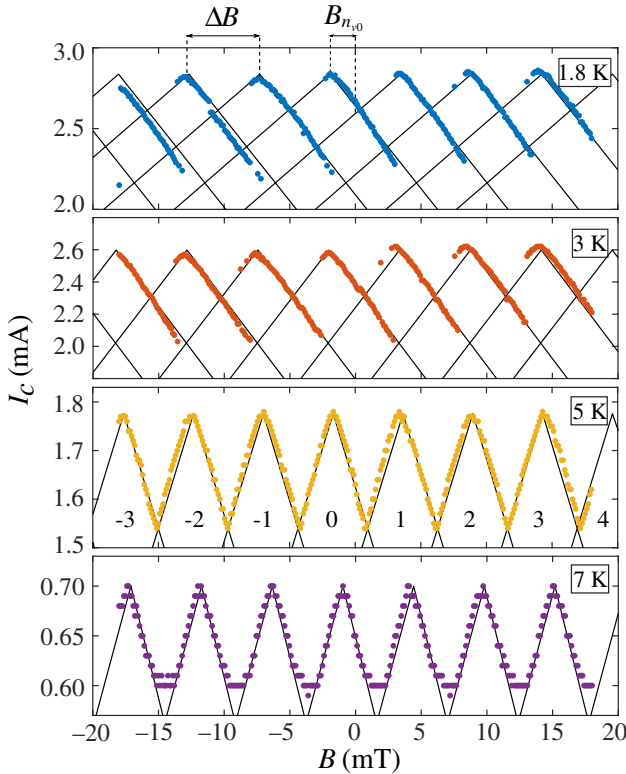 ΔB B_{n_{v0}}
3.0
1.8 K
2.5
2.0
3 K
2.6
2.4
2.2
2.0
I_C (mA)
1.8
5 K
1.7
1.6
-3 -2 -1 0 1 2 3 4
1.5
7 K
0.70
0.65
0.60
−20 −15 −10 −5 0 5 10 15 20
B (mT)